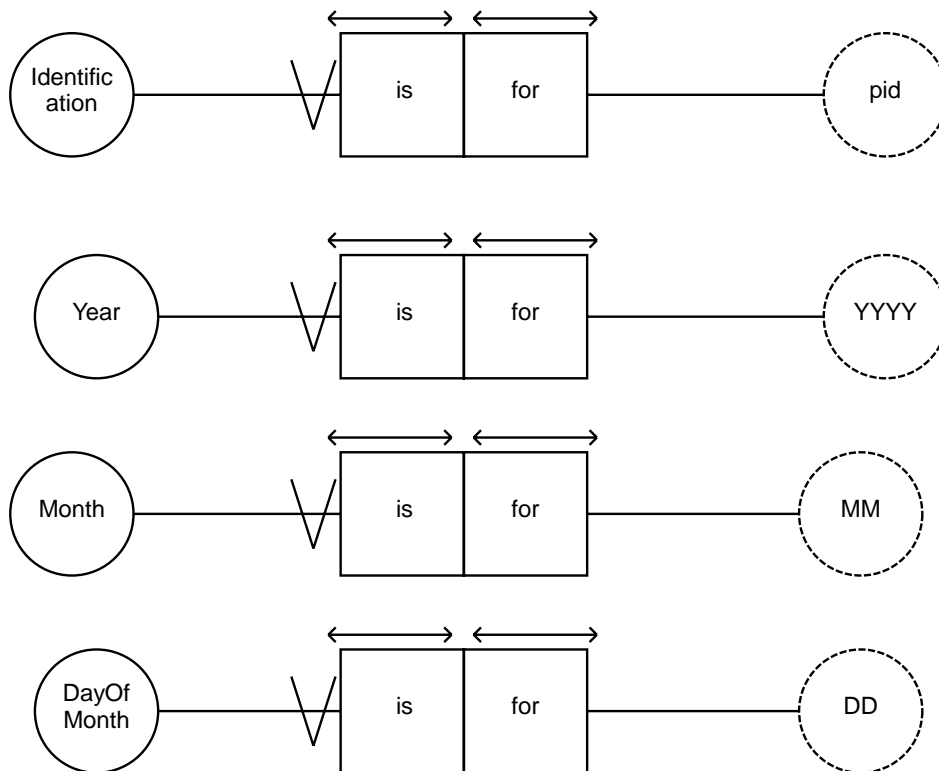 Identific
ation
is
for
pid
Year
is
for
YYYY
Month
is
for
MM
DayOf
Month
is
for
DD